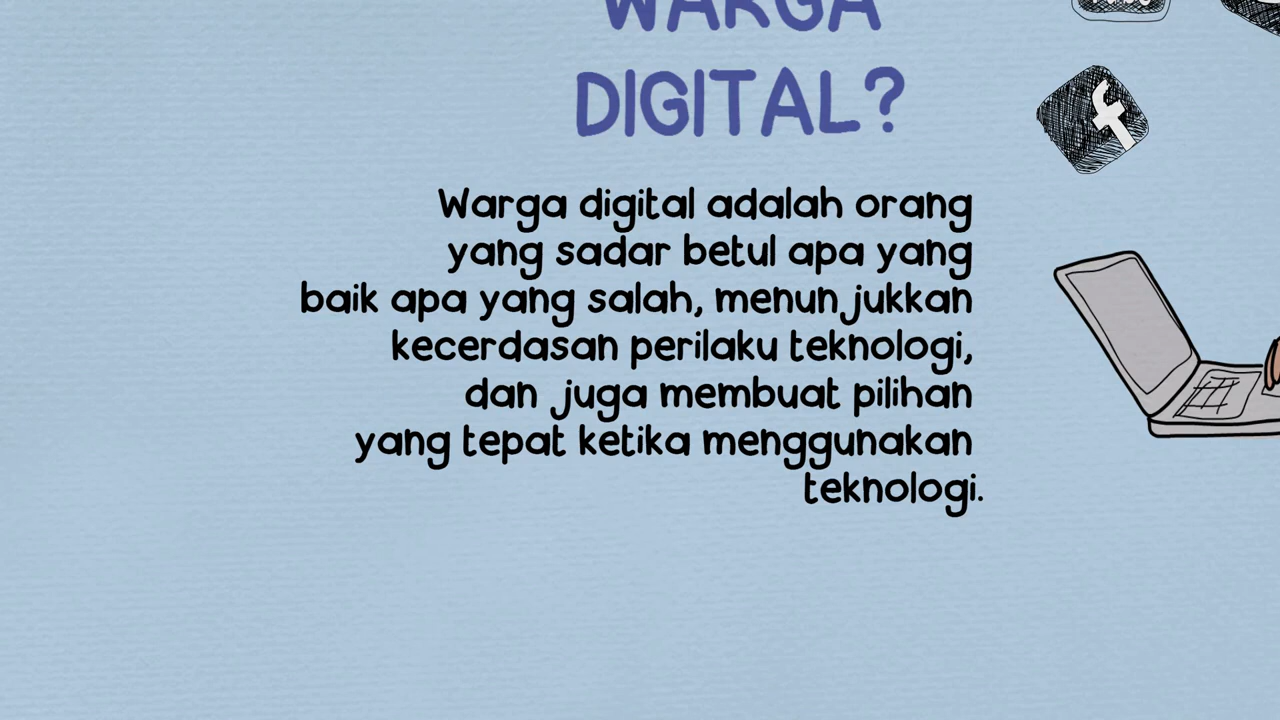 WARGA
DIGITAL?
Warga digital adalah orang
yang sadar betul apa yang
baik apa yang salah, menunjukkan
kecerdasan perilaku teknologi,
dan juga membuat pilihan
yang tepat ketika menggunakan
teknologi.